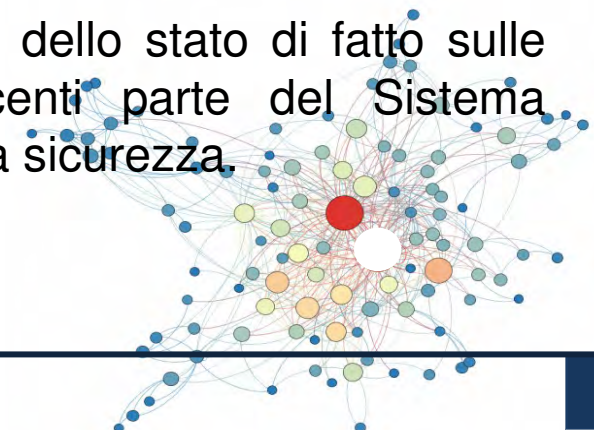 dello stato di fatto sulle
centi parte del Sistema
a sicurezza.